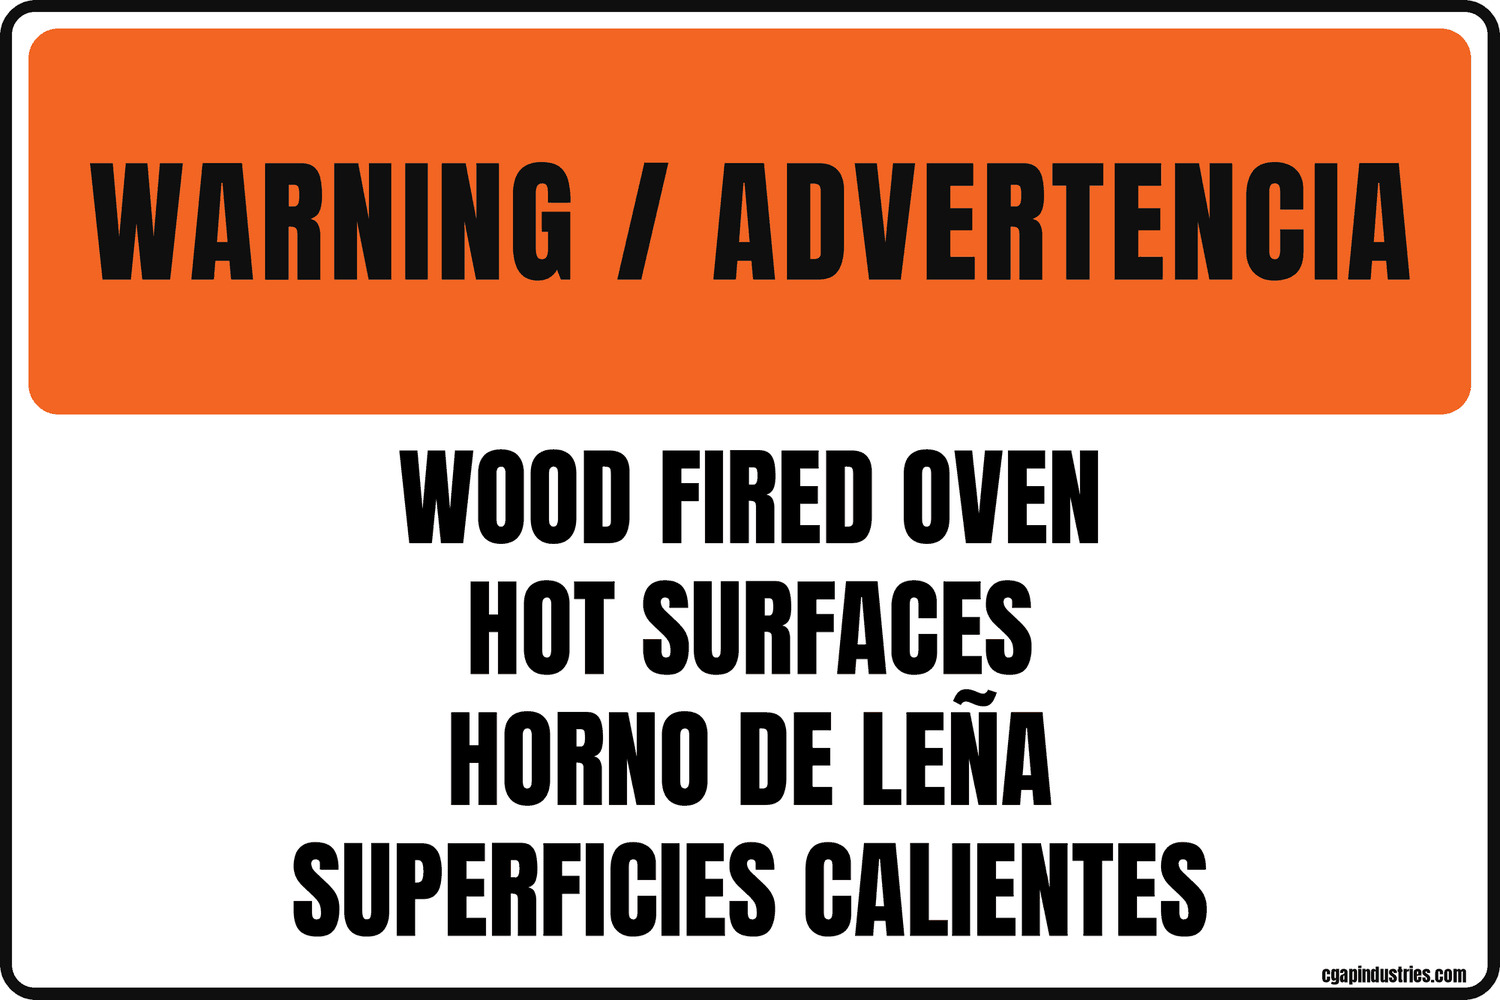 WARNING / ADVERTENCIA
WOOD FIRED OVEN
HOT SURFACES
HORNO DE LEÑA
SUPERFICIES CALIENTES
cgapindustries.com